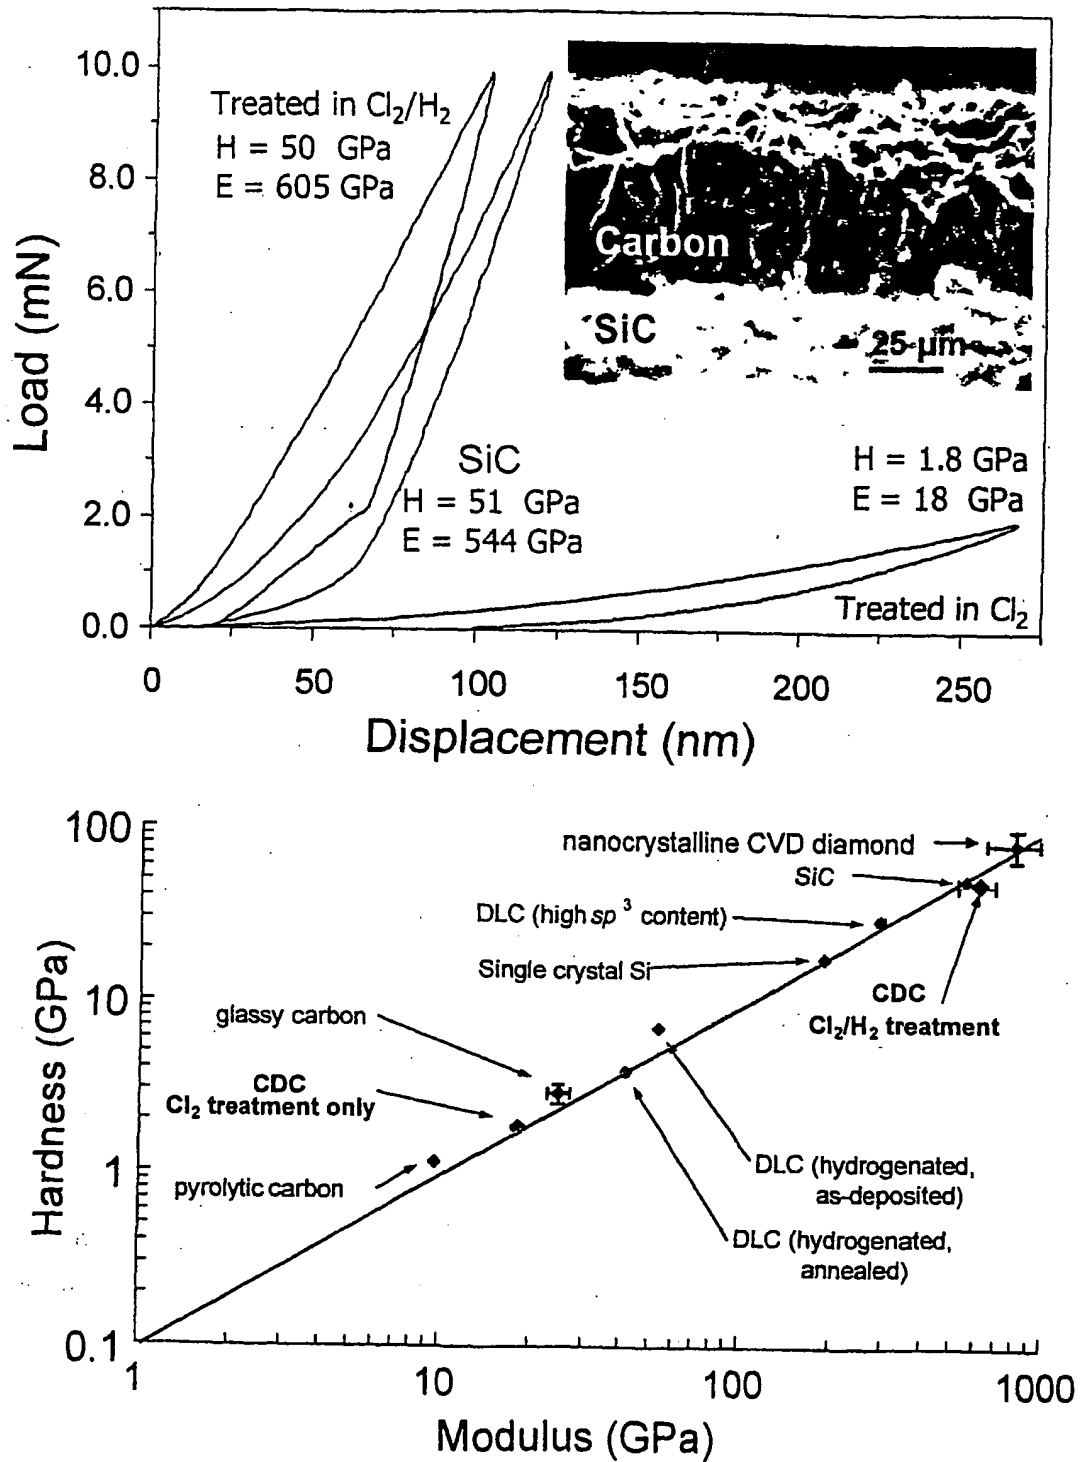 10.0
8.0
6.0
4.0
2.0
0.0
Load (mN)
Treated in Cl₂/H₂
H = 50 GPa
E = 605 GPa
Carbon
SiC
25 µm
SiC
H = 51 GPa
E = 544 GPa
H = 1.8 GPa
E = 18 GPa
Treated in Cl₂
0 50 100 150 200 250
Displacement (nm)
100
10
1
0.1
Hardness (GPa)
nanocrystalline CVD diamond
SiC
DLC (high sp³ content)
Single crystal Si
CDC
Cl₂/H₂ treatment
glassy carbon
CDC
Cl₂ treatment only
pyrolytic carbon
DLC (hydrogenated,
as-deposited)
DLC (hydrogenated,
annealed)
1 10 100 1000
Modulus (GPa)